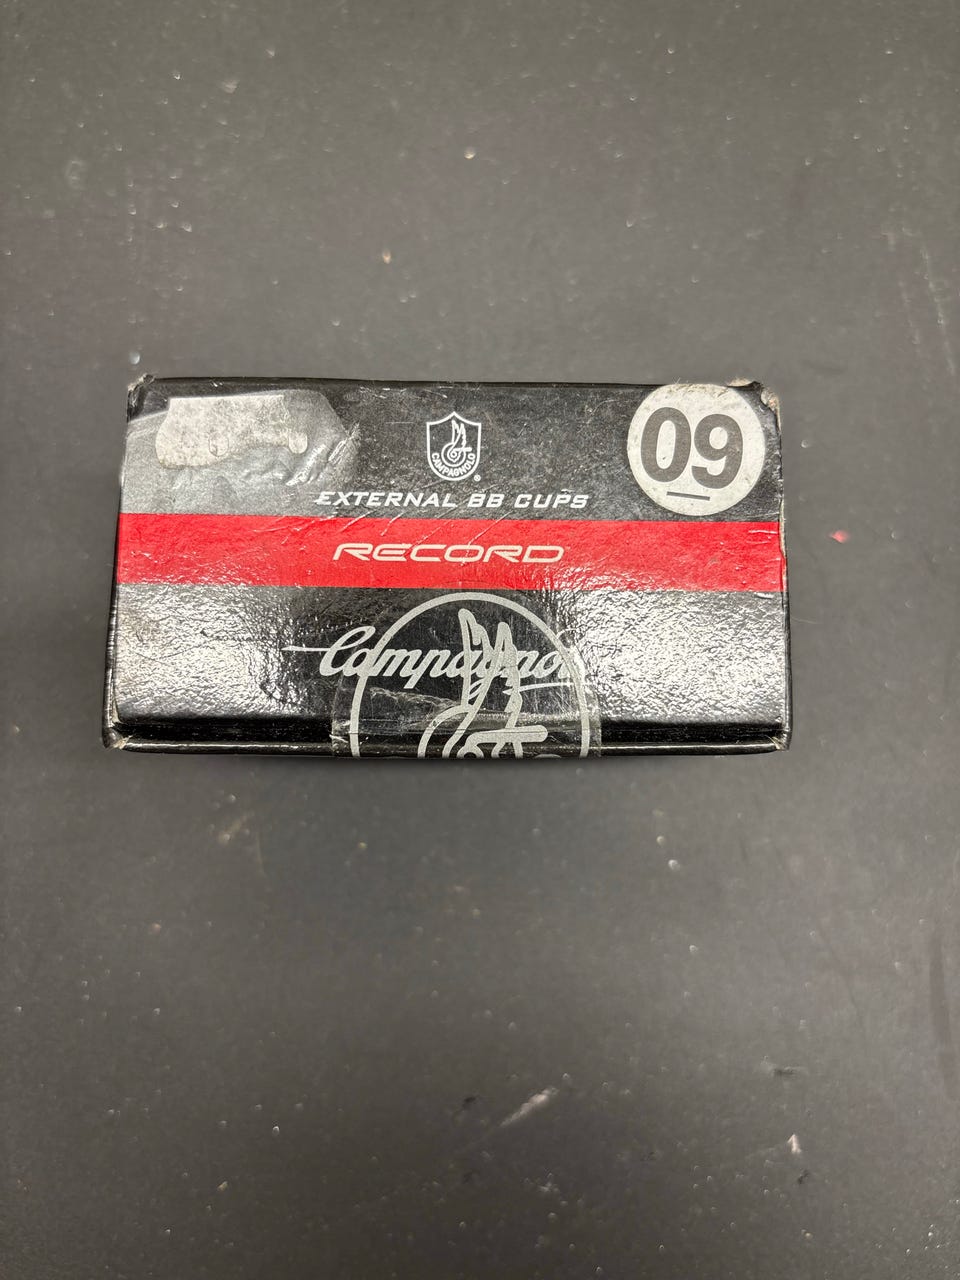 09
CAMPAGNOLO
®
EXTERNAL BB CUPS
RECORD
Campagnolo